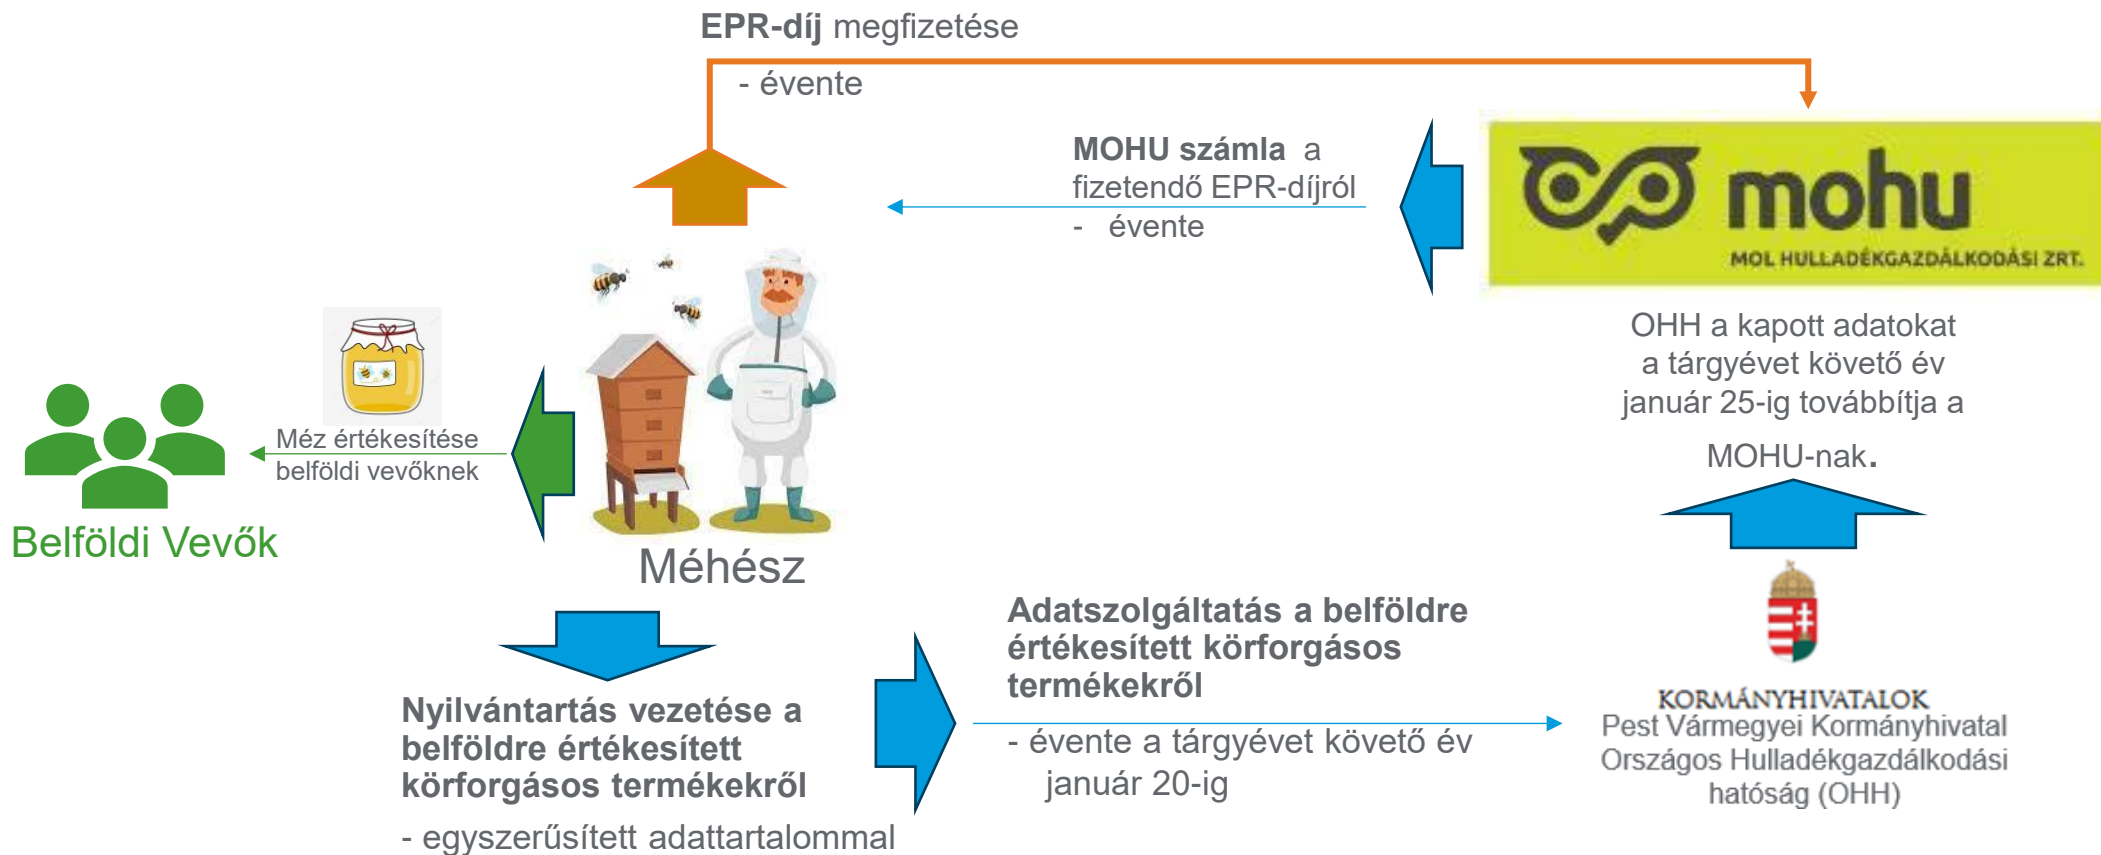 EPR-díj megfizetése
- évente
MOHU számla a
fizetendő EPR-díjról
- évente
mohu
MOL HULLADÉKGAZDÁLKODÁSI ZRT.
OHH a kapott adatokat
a tárgyévet követő év
január 25-ig továbbítja a
MOHU-nak.
Méz értékesítése
belföldi vevőknek
Belföldi Vevők
Méhész
Nyilvántartás vezetése a
belföldre értékesített
körforgásos termékekről
- egyszerűsített adattartalommal
Adatszolgáltatás a belföldre
értékesített körforgásos
termékekről
- évente a tárgyévet követő év
január 20-ig
KORMÁNYHIVATALOK
Pest Vármegyei Kormányhivatal
Országos Hulladékgazdálkodási
hatóság (OHH)